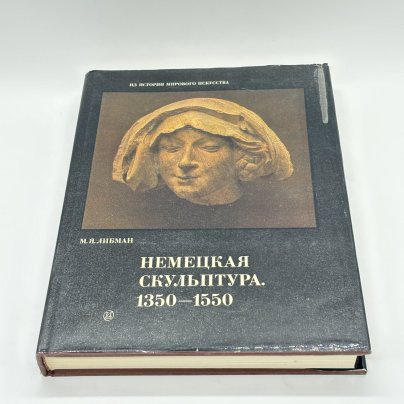 ИЗ ИСТОРИИ МИРОВОГО ИСКУССТВА
М. Я. ЛИБМАН
НЕМЕЦКАЯ
СКУЛЬПТУРА.
1350—1550